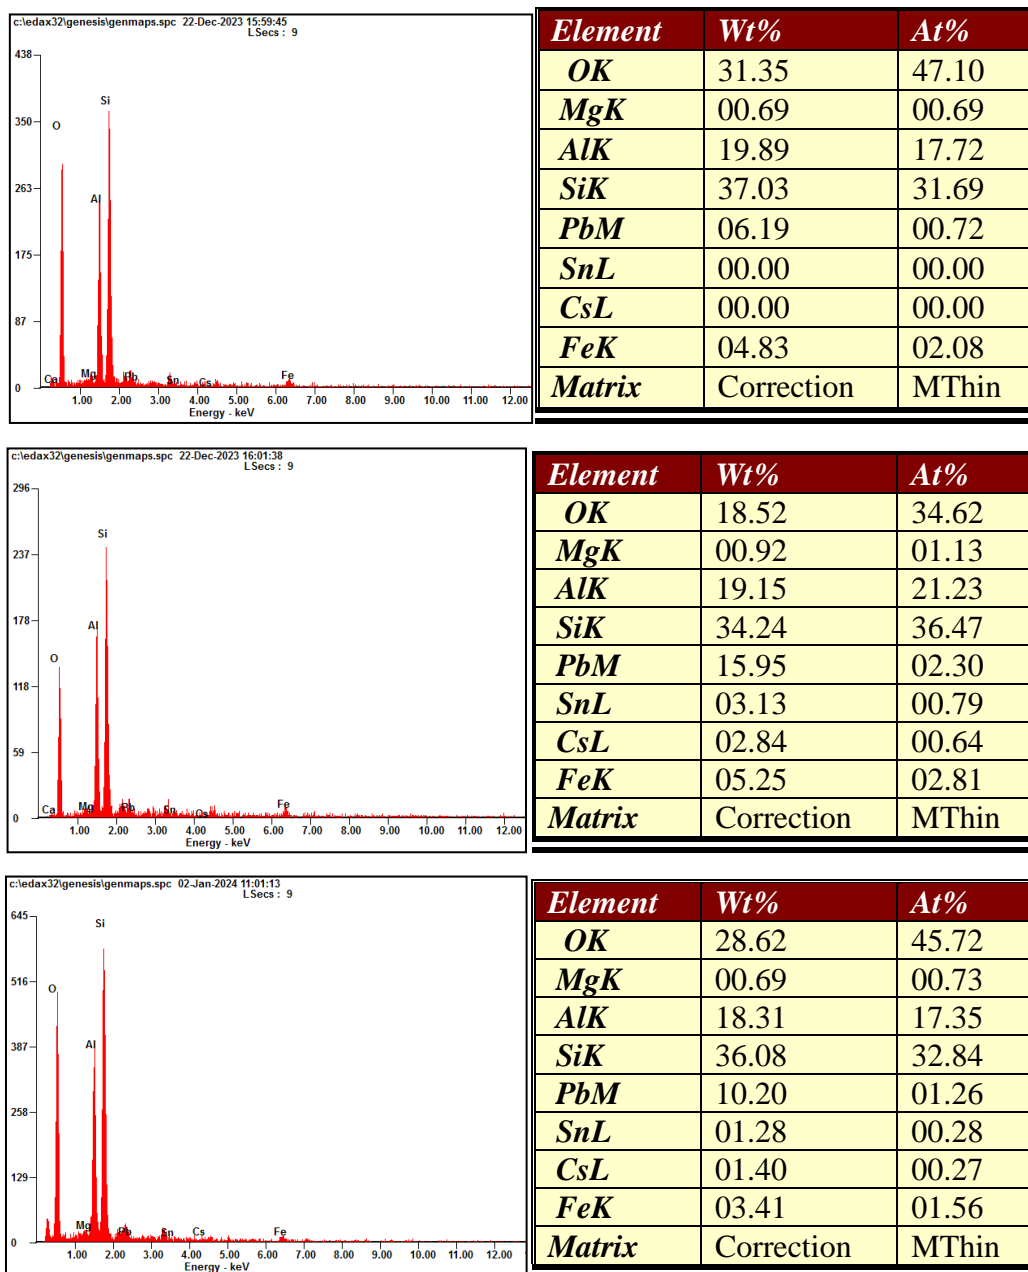 c:\edax32\genesis\genmaps.spc 22-Dec-2023 15:59:45
LSecs : 9
438
350
263
175
87
0
O
Si
Al
Ca Mg Pb Sn Cs Fe
1.00 2.00 3.00 4.00 5.00 6.00 7.00 8.00 9.00 10.00 11.00 12.00
Energy - keV
Element Wt% At%
OK 31.35 47.10
MgK 00.69 00.69
AlK 19.89 17.72
SiK 37.03 31.69
PbM 06.19 00.72
SnL 00.00 00.00
CsL 00.00 00.00
FeK 04.83 02.08
Matrix Correction MThin
c:\edax32\genesis\genmaps.spc 22-Dec-2023 16:01:38
LSecs : 9
296
237
178
118
59
0
Si
Al
O
Ca Mg Pb Sn Cs Fe
1.00 2.00 3.00 4.00 5.00 6.00 7.00 8.00 9.00 10.00 11.00 12.00
Energy - keV
Element Wt% At%
OK 18.52 34.62
MgK 00.92 01.13
AlK 19.15 21.23
SiK 34.24 36.47
PbM 15.95 02.30
SnL 03.13 00.79
CsL 02.84 00.64
FeK 05.25 02.81
Matrix Correction MThin
c:\edax32\genesis\genmaps.spc 02-Jan-2024 11:01:13
LSecs : 9
645
516
387
258
129
0
Si
O
Al
Mg Pb Sn Cs Fe
1.00 2.00 3.00 4.00 5.00 6.00 7.00 8.00 9.00 10.00 11.00 12.00
Energy - keV
Element Wt% At%
OK 28.62 45.72
MgK 00.69 00.73
AlK 18.31 17.35
SiK 36.08 32.84
PbM 10.20 01.26
SnL 01.28 00.28
CsL 01.40 00.27
FeK 03.41 01.56
Matrix Correction MThin